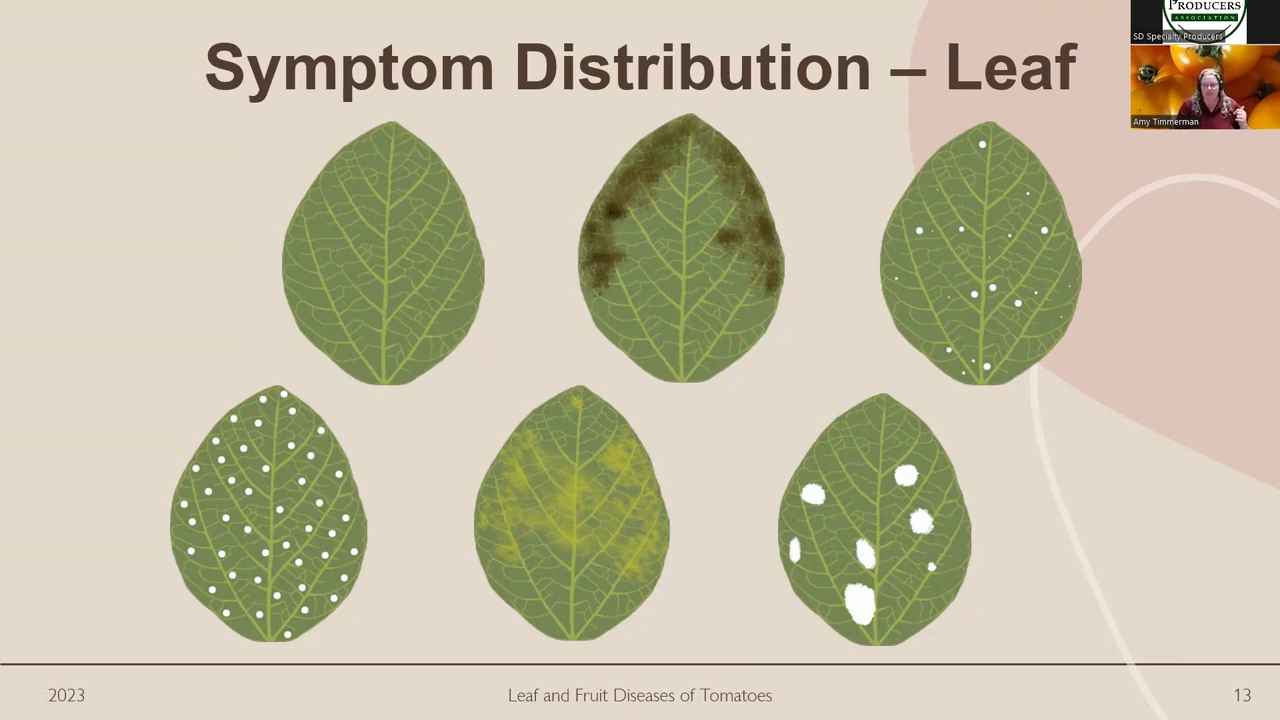 Symptom Distribution – Leaf
PRODUCERS
ASSOCIATION
SD Specialty Producers
Amy Timmerman
2023
Leaf and Fruit Diseases of Tomatoes
13